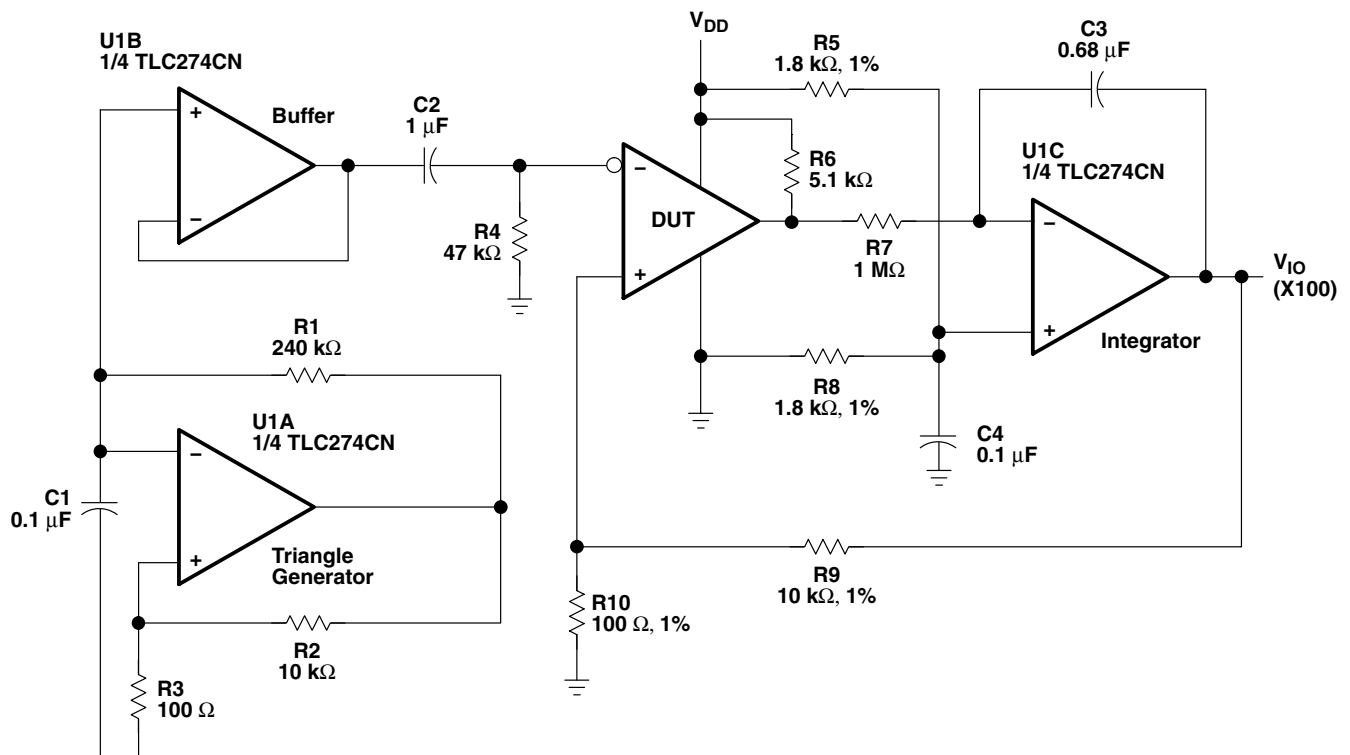 U1B
1/4 TLC274CN
Buffer
+
−
C2
1 µF
R4
47 kΩ
VDD
R5
1.8 kΩ, 1%
C3
0.68 µF
R6
5.1 kΩ
−
DUT
+
R7
1 MΩ
U1C
1/4 TLC274CN
−
+
Integrator
VIO
(X100)
R8
1.8 kΩ, 1%
C4
0.1 µF
R1
240 kΩ
U1A
1/4 TLC274CN
−
+
C1
0.1 µF
Triangle
Generator
R2
10 kΩ
R3
100 Ω
R9
10 kΩ, 1%
R10
100 Ω, 1%